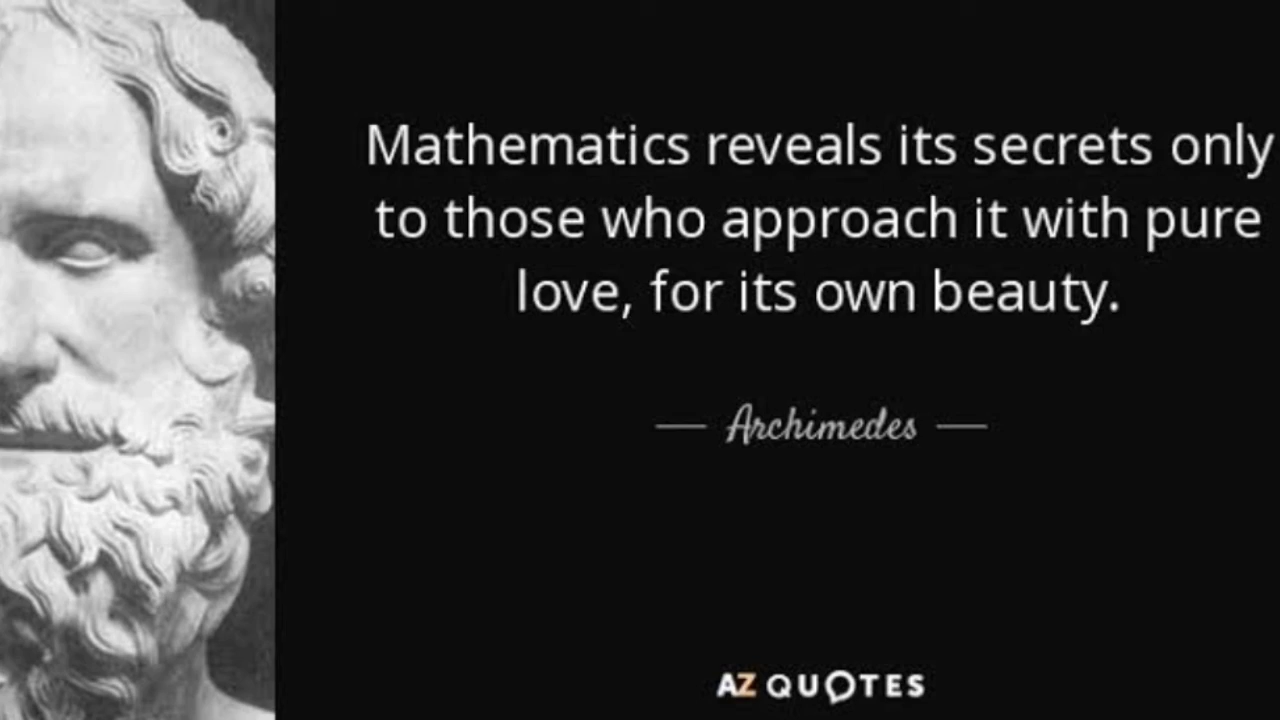 Mathematics reveals its secrets only
to those who approach it with pure
love, for its own beauty.
— Archimedes —
AZ QUOTES